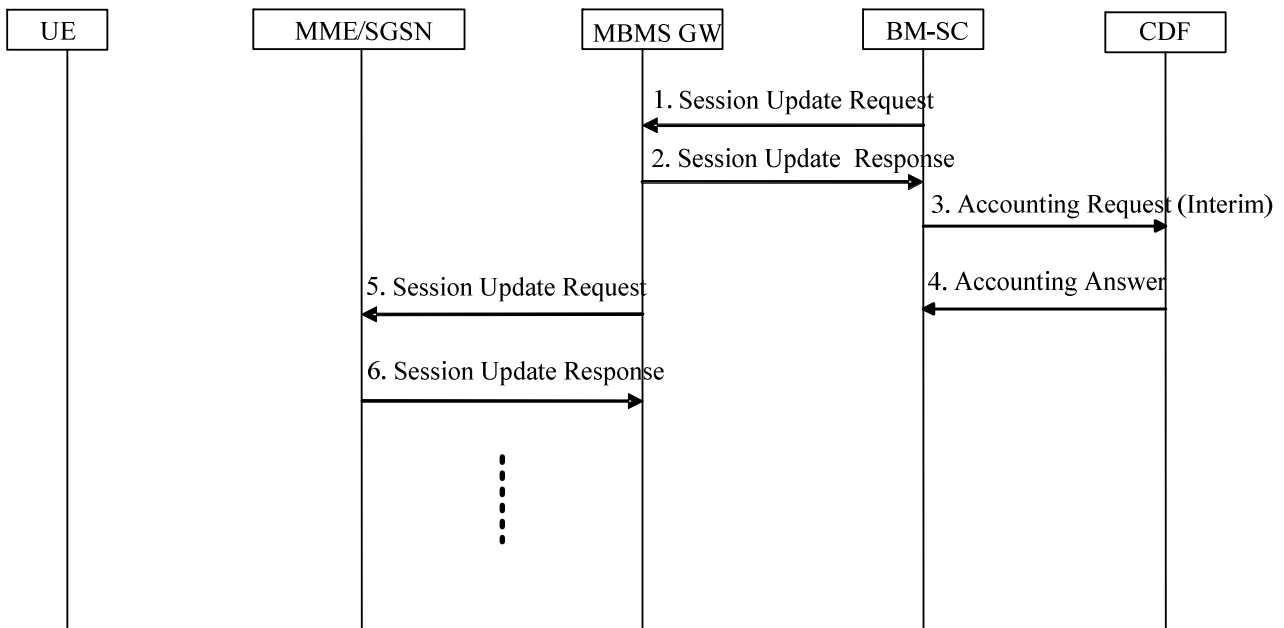 UE
MME/SGSN
MBMS GW
BM-SC
CDF
1. Session Update Request
2. Session Update Response
3. Accounting Request (Interim)
4. Accounting Answer
5. Session Update Request
6. Session Update Response